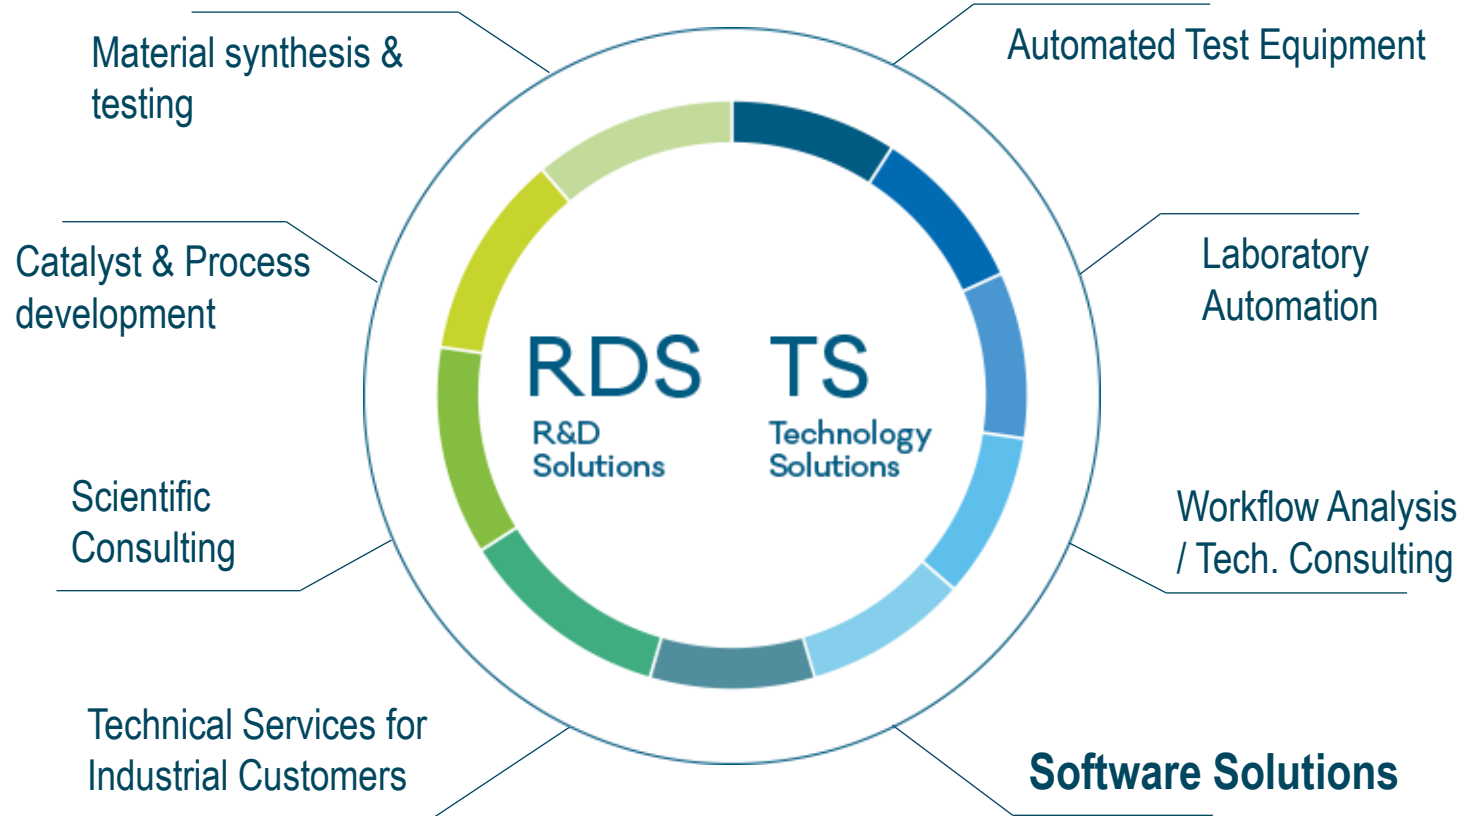 Material synthesis &
testing
Automated Test Equipment
Catalyst & Process
development
Laboratory
Automation
RDS
R&D
Solutions
TS
Technology
Solutions
Scientific
Consulting
Workflow Analysis
/ Tech. Consulting
Technical Services for
Industrial Customers
Software Solutions